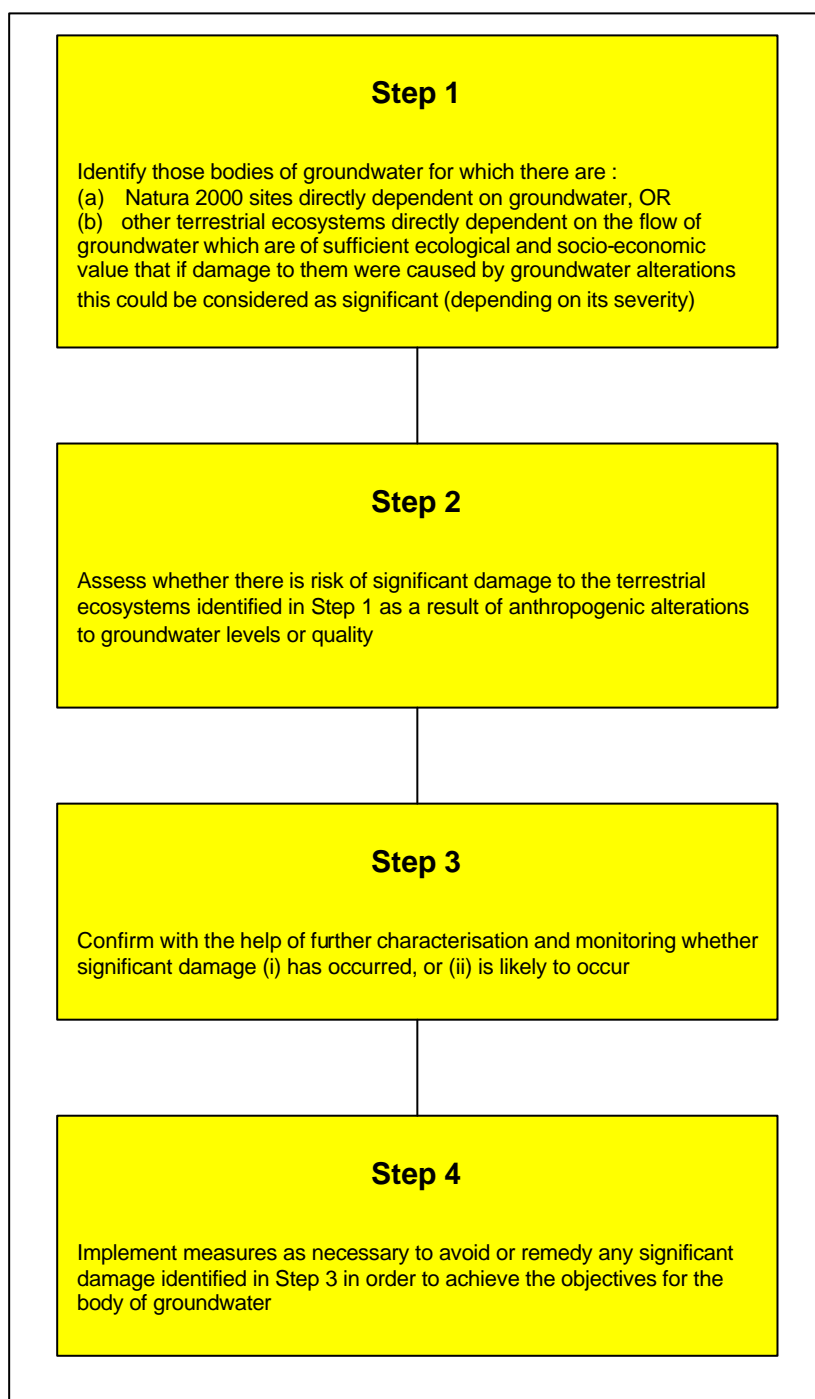 Step 1
Identify those bodies of groundwater for which there are :
(a) Natura 2000 sites directly dependent on groundwater, OR
(b) other terrestrial ecosystems directly dependent on the flow of
groundwater which are of sufficient ecological and socio-economic
value that if damage to them were caused by groundwater alterations
this could be considered as significant (depending on its severity)
Step 2
Assess whether there is risk of significant damage to the terrestrial
ecosystems identified in Step 1 as a result of anthropogenic alterations
to groundwater levels or quality
Step 3
Confirm with the help of further characterisation and monitoring whether
significant damage (i) has occurred, or (ii) is likely to occur
Step 4
Implement measures as necessary to avoid or remedy any significant
damage identified in Step 3 in order to achieve the objectives for the
body of groundwater